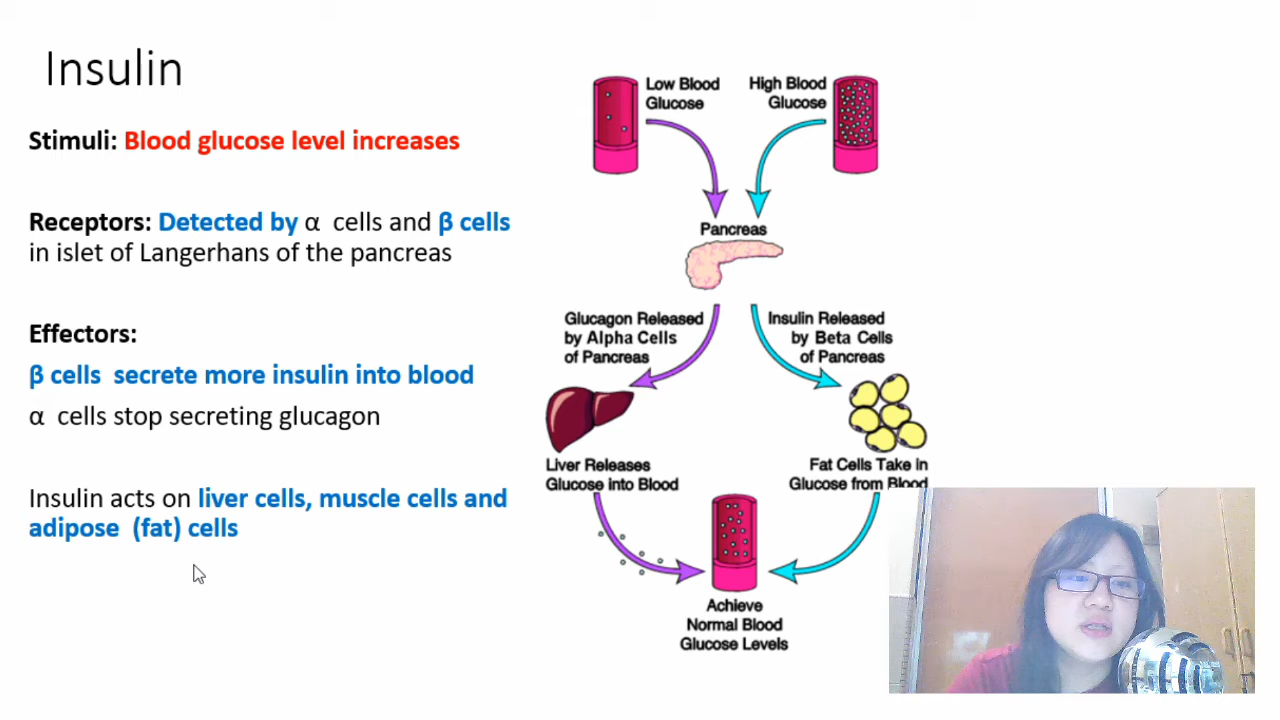 Insulin
Stimuli: Blood glucose level increases
Receptors: Detected by α cells and β cells
in islet of Langerhans of the pancreas
Effectors:
β cells secrete more insulin into blood
α cells stop secreting glucagon
Insulin acts on liver cells, muscle cells and
adipose (fat) cells
Low Blood
Glucose
High Blood
Glucose
Pancreas
Glucagon Released
by Alpha Cells
of Pancreas
Insulin Released
by Beta Cells
of Pancreas
Liver Releases
Glucose into Blood
Fat Cells Take in
Glucose from Blood
Achieve
Normal Blood
Glucose Levels